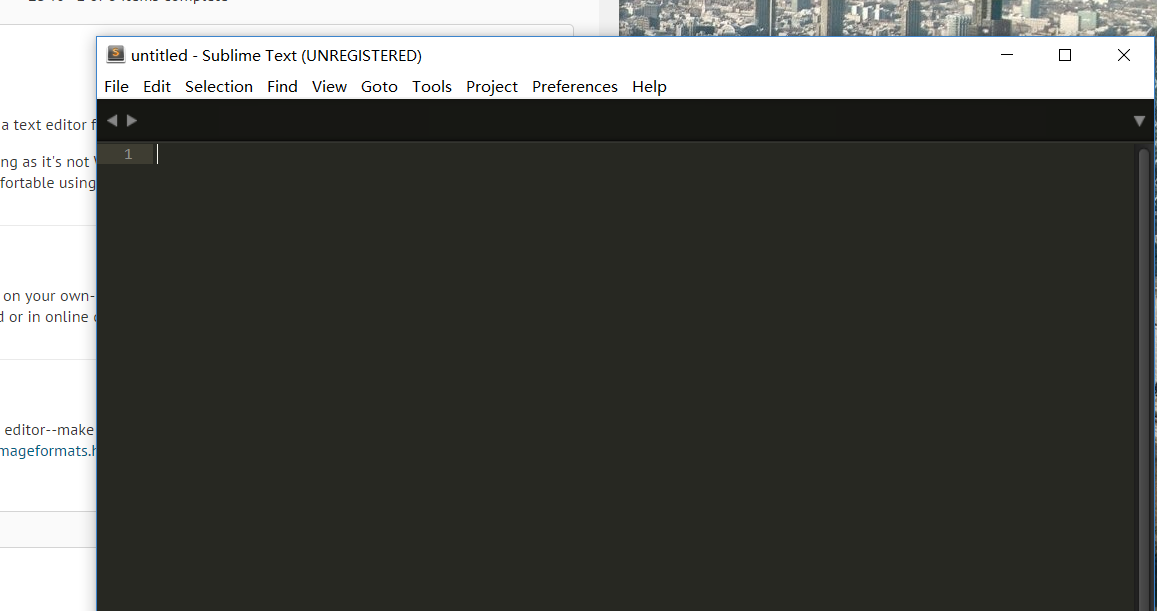 untitled - Sublime Text (UNREGISTERED)
File Edit Selection Find View Goto Tools Project Preferences Help
1
a text editor
ng as it's not
fortable using
on your own-
or in online
editor--make
mageformats.h